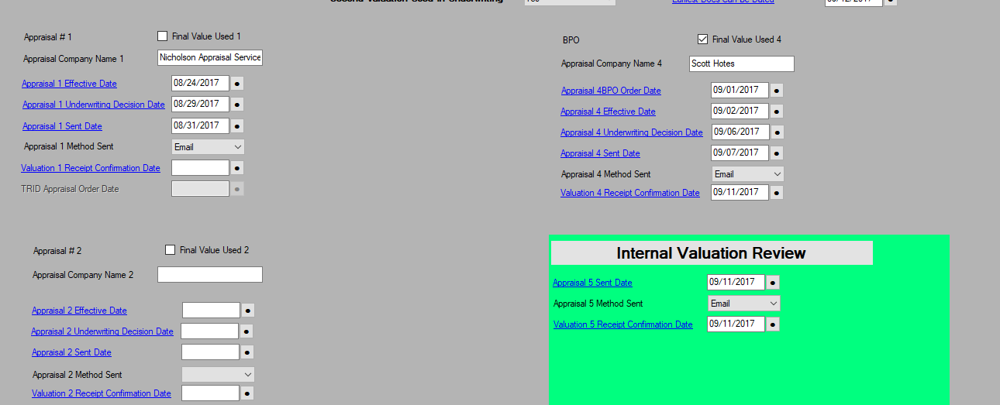 Second Valuation Used in Underwriting Yes Earliest Docs Can Be Dated 09/12/2017
Appraisal # 1 Final Value Used 1
Appraisal Company Name 1 Nicholson Appraisal Service
Appraisal 1 Effective Date 08/24/2017
Appraisal 1 Underwriting Decision Date 08/29/2017
Appraisal 1 Sent Date 08/31/2017
Appraisal 1 Method Sent Email
Valuation 1 Receipt Confirmation Date
TRID Appraisal Order Date
BPO Final Value Used 4
Appraisal Company Name 4 Scott Hotes
Appraisal 4BPO Order Date 09/01/2017
Appraisal 4 Effective Date 09/02/2017
Appraisal 4 Underwriting Decision Date 09/06/2017
Appraisal 4 Sent Date 09/07/2017
Appraisal 4 Method Sent Email
Valuation 4 Receipt Confirmation Date 09/11/2017
Appraisal # 2 Final Value Used 2
Appraisal Company Name 2
Appraisal 2 Effective Date
Appraisal 2 Underwriting Decision Date
Appraisal 2 Sent Date
Appraisal 2 Method Sent
Valuation 2 Receipt Confirmation Date
Internal Valuation Review
Appraisal 5 Sent Date 09/11/2017
Appraisal 5 Method Sent Email
Valuation 5 Receipt Confirmation Date 09/11/2017